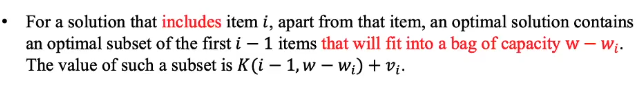 • For a solution that includes item i, apart from that item, an optimal solution contains
an optimal subset of the first i − 1 items that will fit into a bag of capacity w − wᵢ.
The value of such a subset is K(i − 1, w − wᵢ) + vᵢ.